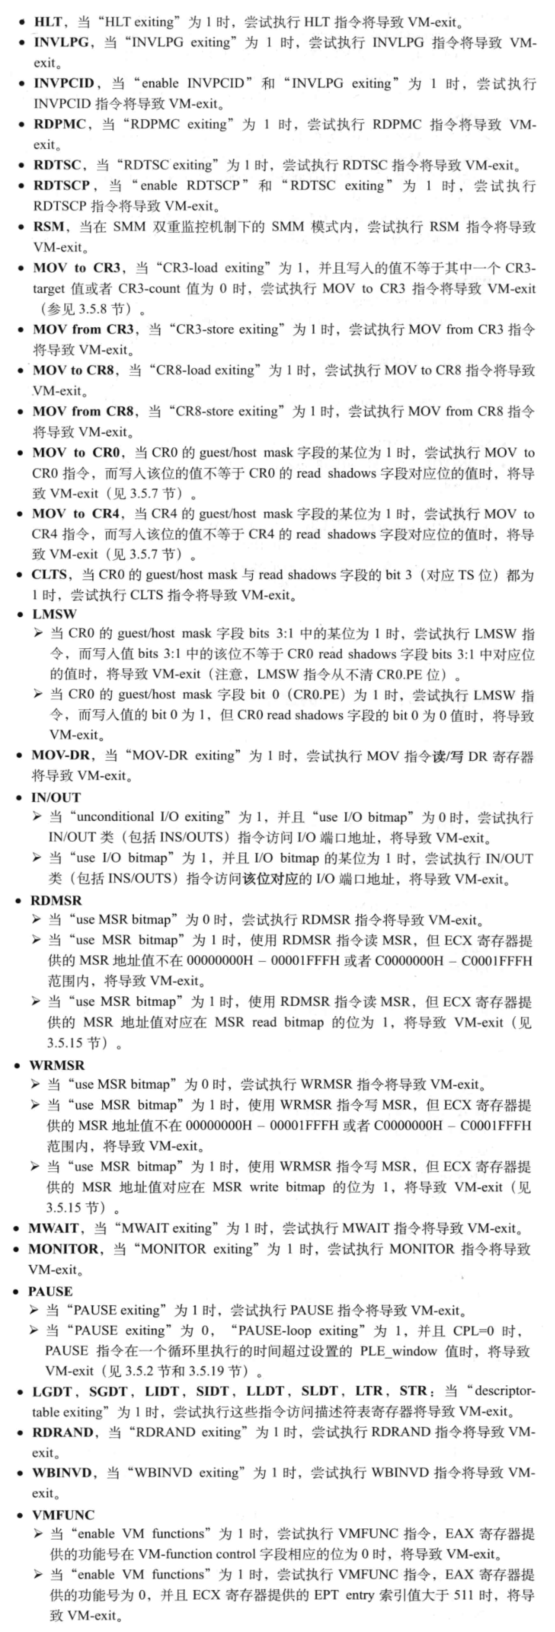 • HLT，当“HLT exiting”为 1 时，尝试执行 HLT 指令将导致 VM-exit。
• INVLPG，当“INVLPG exiting”为 1 时，尝试执行 INVLPG 指令将导致 VM-
exit。
• INVPCID，当“enable INVPCID”和“INVLPG exiting”为 1 时，尝试执行
INVPCID 指令将导致 VM-exit。
• RDPMC，当“RDPMC exiting”为 1 时，尝试执行 RDPMC 指令将导致 VM-
exit。
• RDTSC，当“RDTSC exiting”为 1 时，尝试执行 RDTSC 指令将导致 VM-exit。
• RDTSCP，当“enable RDTSCP”和“RDTSC exiting”为 1 时，尝试执行
RDTSCP 指令将导致 VM-exit。
• RSM，当在 SMM 双重监控机制下的 SMM 模式内，尝试执行 RSM 指令将导致
VM-exit。
• MOV to CR3，当“CR3-load exiting”为 1，并且写入的值不等于其中一个 CR3-
target 值或者 CR3-count 值为 0 时，尝试执行 MOV to CR3 指令将导致 VM-exit
（参见 3.5.8 节）。
• MOV from CR3，当“CR3-store exiting”为 1 时，尝试执行 MOV from CR3 指令
将导致 VM-exit。
• MOV to CR8，当“CR8-load exiting”为 1 时，尝试执行 MOV to CR8 指令将导致
VM-exit。
• MOV from CR8，当“CR8-store exiting”为 1 时，尝试执行 MOV from CR8 指令
将导致 VM-exit。
• MOV to CR0，当 CR0 的 guest/host mask 字段的某位为 1 时，尝试执行 MOV to
CR0 指令，而写入该位的值不等于 CR0 的 read shadows 字段对应位的值时，将导
致 VM-exit（见 3.5.7 节）。
• MOV to CR4，当 CR4 的 guest/host mask 字段的某位为 1 时，尝试执行 MOV to
CR4 指令，而写入该位的值不等于 CR4 的 read shadows 字段对应位的值时，将导
致 VM-exit（见 3.5.7 节）。
• CLTS，当 CR0 的 guest/host mask 与 read shadows 字段的 bit 3（对应 TS 位）都为
1 时，尝试执行 CLTS 指令将导致 VM-exit。
• LMSW
➢ 当 CR0 的 guest/host mask 字段 bits 3:1 中的某位为 1 时，尝试执行 LMSW 指
令，而写入值 bits 3:1 中的该位不等于 CR0 read shadows 字段 bits 3:1 中对应位
的值时，将导致 VM-exit（注意，LMSW 指令从不清 CR0.PE 位）。
➢ 当 CR0 的 guest/host mask 字段 bit 0（CR0.PE）为 1 时，尝试执行 LMSW 指
令，而写入值的 bit 0 为 1，但 CR0 read shadows 字段的 bit 0 为 0 值时，将导致
VM-exit。
• MOV-DR，当“MOV-DR exiting”为 1 时，尝试执行 MOV 指令读/写 DR 寄存器
将导致 VM-exit。
• IN/OUT
➢ 当“unconditional I/O exiting”为 1，并且“use I/O bitmap”为 0 时，尝试执行
IN/OUT 类（包括 INS/OUTS）指令访问 I/O 端口地址，将导致 VM-exit。
➢ 当“use I/O bitmap”为 1，并且 I/O bitmap 的某位为 1 时，尝试执行 IN/OUT
类（包括 INS/OUTS）指令访问该位对应的 I/O 端口地址，将导致 VM-exit。
• RDMSR
➢ 当“use MSR bitmap”为 0 时，尝试执行 RDMSR 指令将导致 VM-exit。
➢ 当“use MSR bitmap”为 1 时，使用 RDMSR 指令读 MSR，但 ECX 寄存器提
供的 MSR 地址值不在 00000000H – 00001FFFH 或者 C0000000H – C0001FFFH
范围内，将导致 VM-exit。
➢ 当“use MSR bitmap”为 1 时，使用 RDMSR 指令读 MSR，但 ECX 寄存器提
供的 MSR 地址值对应在 MSR read bitmap 的位为 1，将导致 VM-exit（见
3.5.15 节）。
• WRMSR
➢ 当“use MSR bitmap”为 0 时，尝试执行 WRMSR 指令将导致 VM-exit。
➢ 当“use MSR bitmap”为 1 时，使用 WRMSR 指令写 MSR，但 ECX 寄存器提
供的 MSR 地址值不在 00000000H – 00001FFFH 或者 C0000000H – C0001FFFH
范围内，将导致 VM-exit。
➢ 当“use MSR bitmap”为 1 时，使用 WRMSR 指令写 MSR，但 ECX 寄存器提
供的 MSR 地址值对应在 MSR write bitmap 的位为 1，将导致 VM-exit（见
3.5.15 节）。
• MWAIT，当“MWAIT exiting”为 1 时，尝试执行 MWAIT 指令将导致 VM-exit。
• MONITOR，当“MONITOR exiting”为 1 时，尝试执行 MONITOR 指令将导致
VM-exit。
• PAUSE
➢ 当“PAUSE exiting”为 1 时，尝试执行 PAUSE 指令将导致 VM-exit。
➢ 当“PAUSE exiting”为 0，“PAUSE-loop exiting”为 1，并且 CPL=0 时，
PAUSE 指令在一个循环里执行的时间超过设置的 PLE_window 值时，将导致
VM-exit（见 3.5.2 节和 3.5.19 节）。
• LGDT，SGDT，LIDT，SIDT，LLDT，SLDT，LTR，STR：当“descriptor-
table exiting”为 1 时，尝试执行这些指令访问描述符表寄存器将导致 VM-exit。
• RDRAND，当“RDRAND exiting”为 1 时，尝试执行 RDRAND 指令将导致 VM-
exit。
• WBINVD，当“WBINVD exiting”为 1 时，尝试执行 WBINVD 指令将导致 VM-
exit。
• VMFUNC
➢ 当“enable VM functions”为 1 时，尝试执行 VMFUNC 指令，EAX 寄存器提
供的功能号在 VM-function control 字段相应的位为 0 时，将导致 VM-exit。
➢ 当“enable VM functions”为 1 时，尝试执行 VMFUNC 指令，EAX 寄存器提
供的功能号为 0，并且 ECX 寄存器提供的 EPT entry 索引值大于 511 时，将导
致 VM-exit。